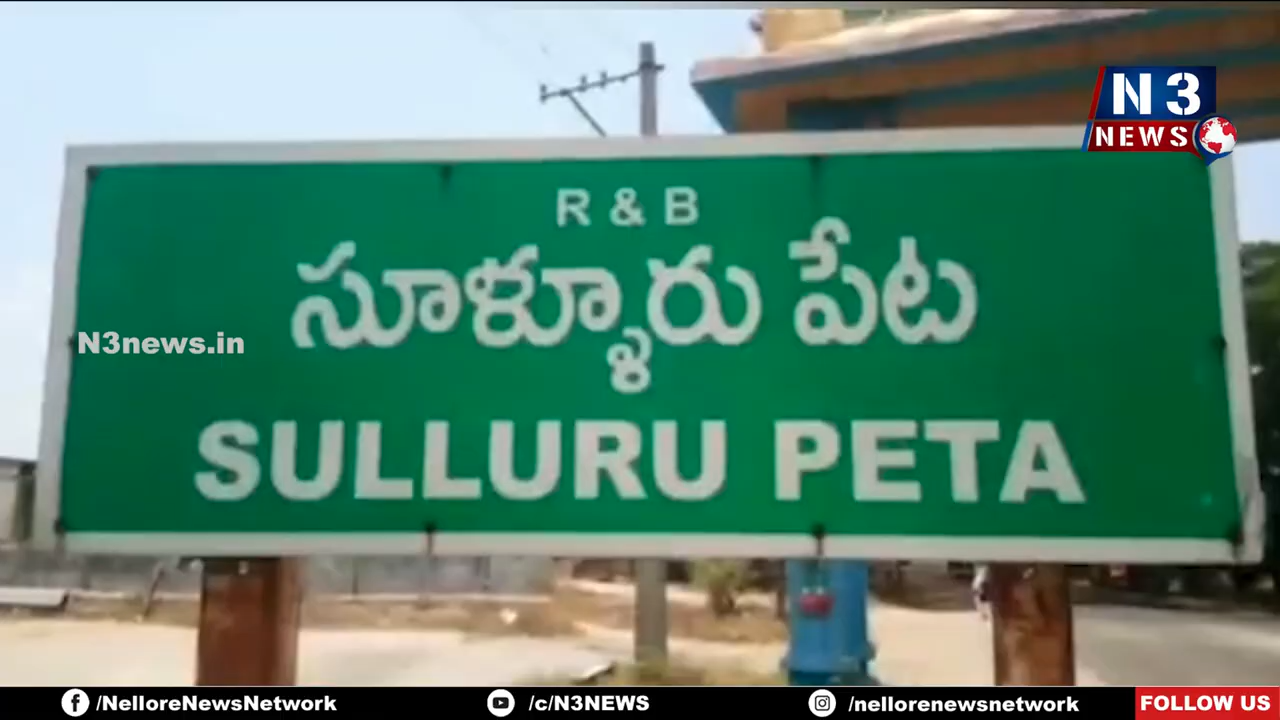 N3
NEWS
R & B
సూళ్ళూరు పేట
N3news.in
SULLURU PETA
/NelloreNewsNetwork
/c/N3NEWS
/nellorenewsnetwork
FOLLOW US